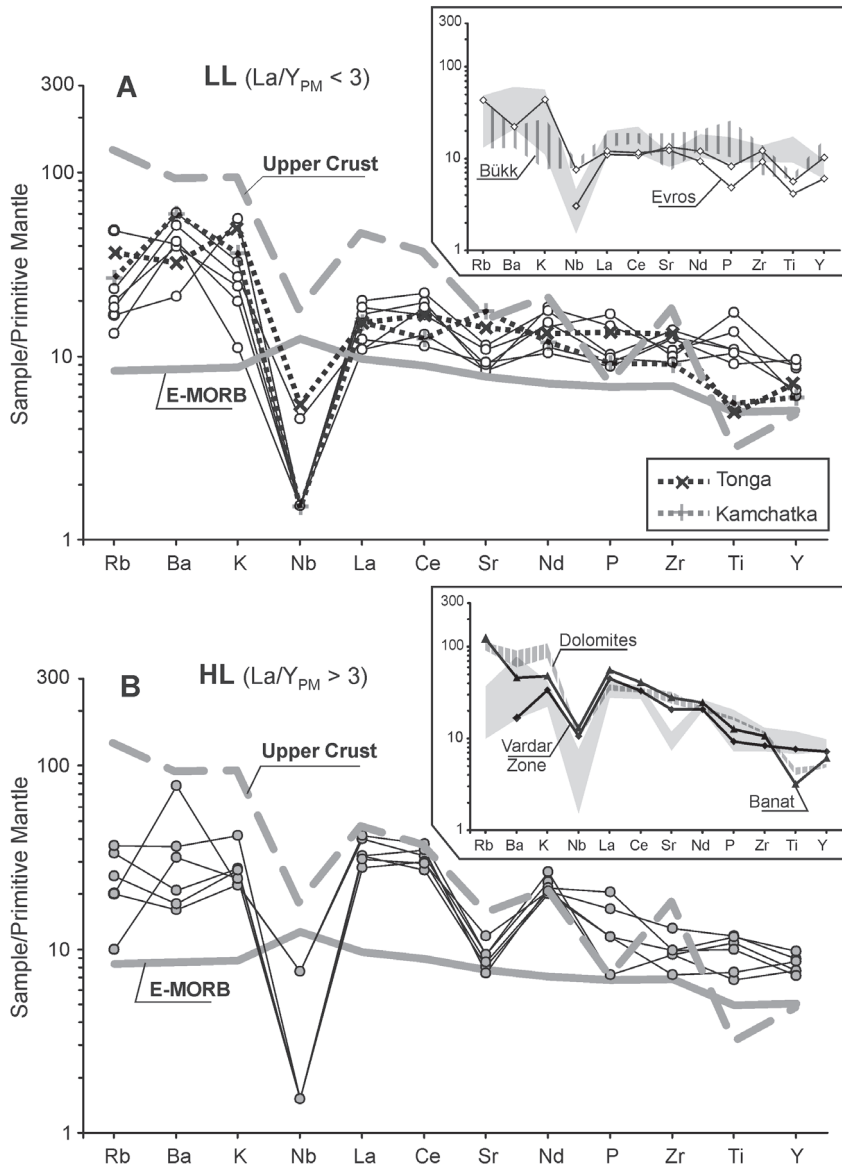 A
LL (La/YPM < 3)
Sample/Primitive Mantle
300
100
10
1
Upper Crust
E-MORB
Rb Ba K Nb La Ce Sr Nd P Zr Ti Y
300
100
10
1
Bükk
Evros
Rb Ba K Nb La Ce Sr Nd P Zr Ti Y
Tonga
Kamchatka
B
HL (La/YPM > 3)
Sample/Primitive Mantle
300
100
10
1
Upper Crust
E-MORB
Rb Ba K Nb La Ce Sr Nd P Zr Ti Y
300
100
10
1
Dolomites
Vardar
Zone
Banat
Rb Ba K Nb La Ce Sr Nd P Zr Ti Y